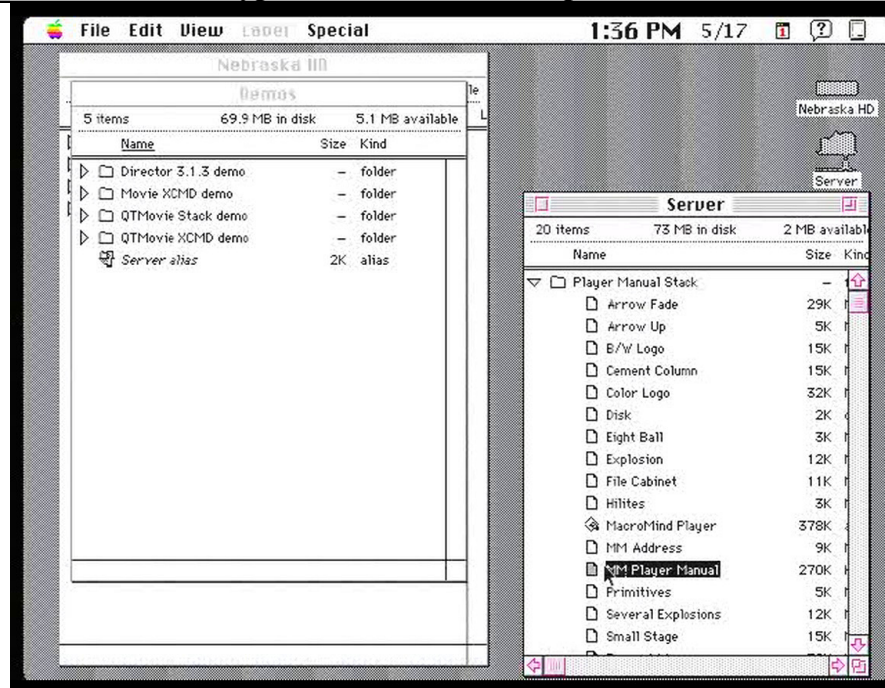 File Edit View Label Special 1:36 PM 5/17
Nebraska HD
le
Demos
L
5 items 69.9 MB in disk 5.1 MB available
Name Size Kind
Director 3.1.3 demo – folder
Movie XCMD demo – folder
QTMovie Stack demo – folder
QTMovie XCMD demo – folder
Server alias 2K alias
Nebraska HD
Server
Server
20 items 73 MB in disk 2 MB availabl
Name Size Kind
Player Manual Stack –
Arrow Fade 29K
Arrow Up 5K
B/W Logo 15K
Cement Column 15K
Color Logo 32K
Disk 2K
Eight Ball 3K
Explosion 12K
File Cabinet 11K
Hilites 3K
MacroMind Player 378K
MM Address 9K
MM Player Manual 270K
Primitives 5K
Several Explosions 12K
Small Stage 15K